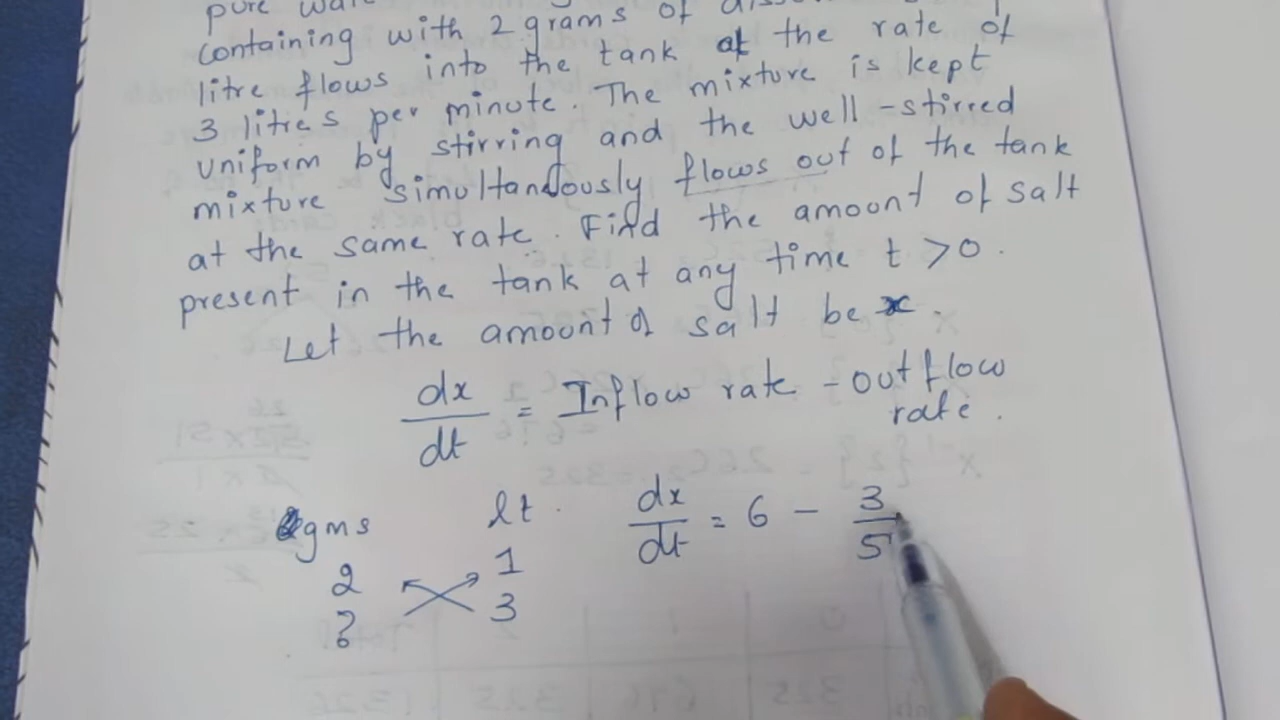 pure
containing with 2 grams of
litre flows into the tank at the rate of
3 litres per minute. The mixture is kept
uniform by stirring and the well-stirred
mixture simultandously flows out of the tank
at the same rate. Find the amount of salt
present in the tank at any time t > 0.
Let the amount of salt be x.
dx/dt = Inflow rate - outflow
rate.
gms lt. dx/dt = 6 - 3/5
2 1
? 3